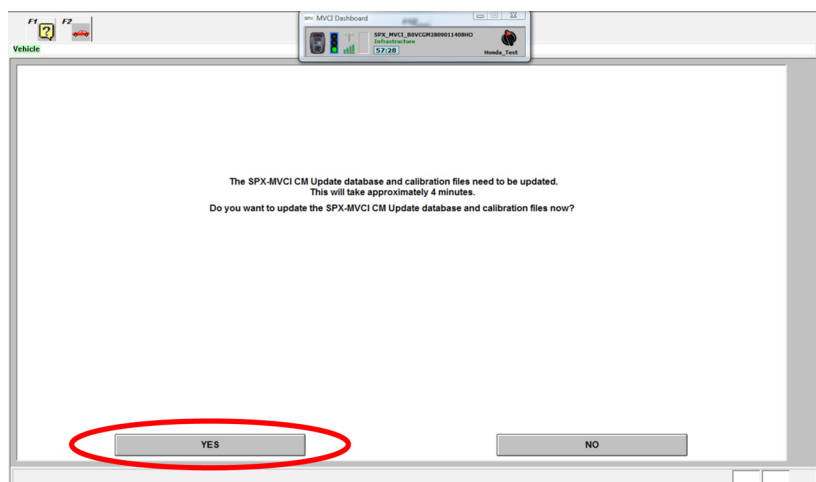 F1
F2
Vehicle
SPX MVCI Dashboard
SPX_MVCI_B0VCGM2809011408HO
Infrastructure
57:28
Honda_Test
The SPX-MVCI CM Update database and calibration files need to be updated.
This will take approximately 4 minutes.
Do you want to update the SPX-MVCI CM Update database and calibration files now?
YES
NO